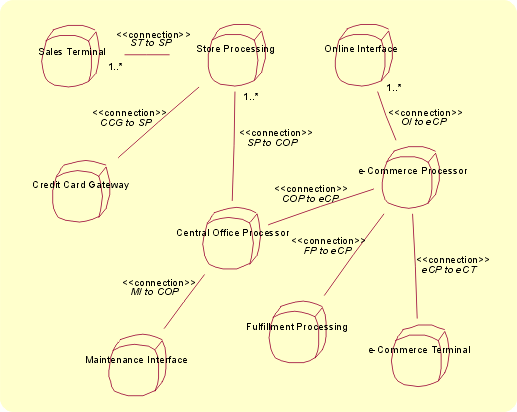 <<connection>>
ST to SP
Sales Terminal
Store Processing
Online Interface
1..*
1..*
1..*
<<connection>>
CCG to SP
<<connection>>
OI to eCP
<<connection>>
SP to COP
e-Commerce Processor
Credit Card Gateway
<<connection>>
COP to eCP
Central Office Processor
<<connection>>
FP to eCP
<<connection>>
eCP to eCT
<<connection>>
MI to COP
Fulfillment Processing
Maintenance Interface
e-Commerce Terminal